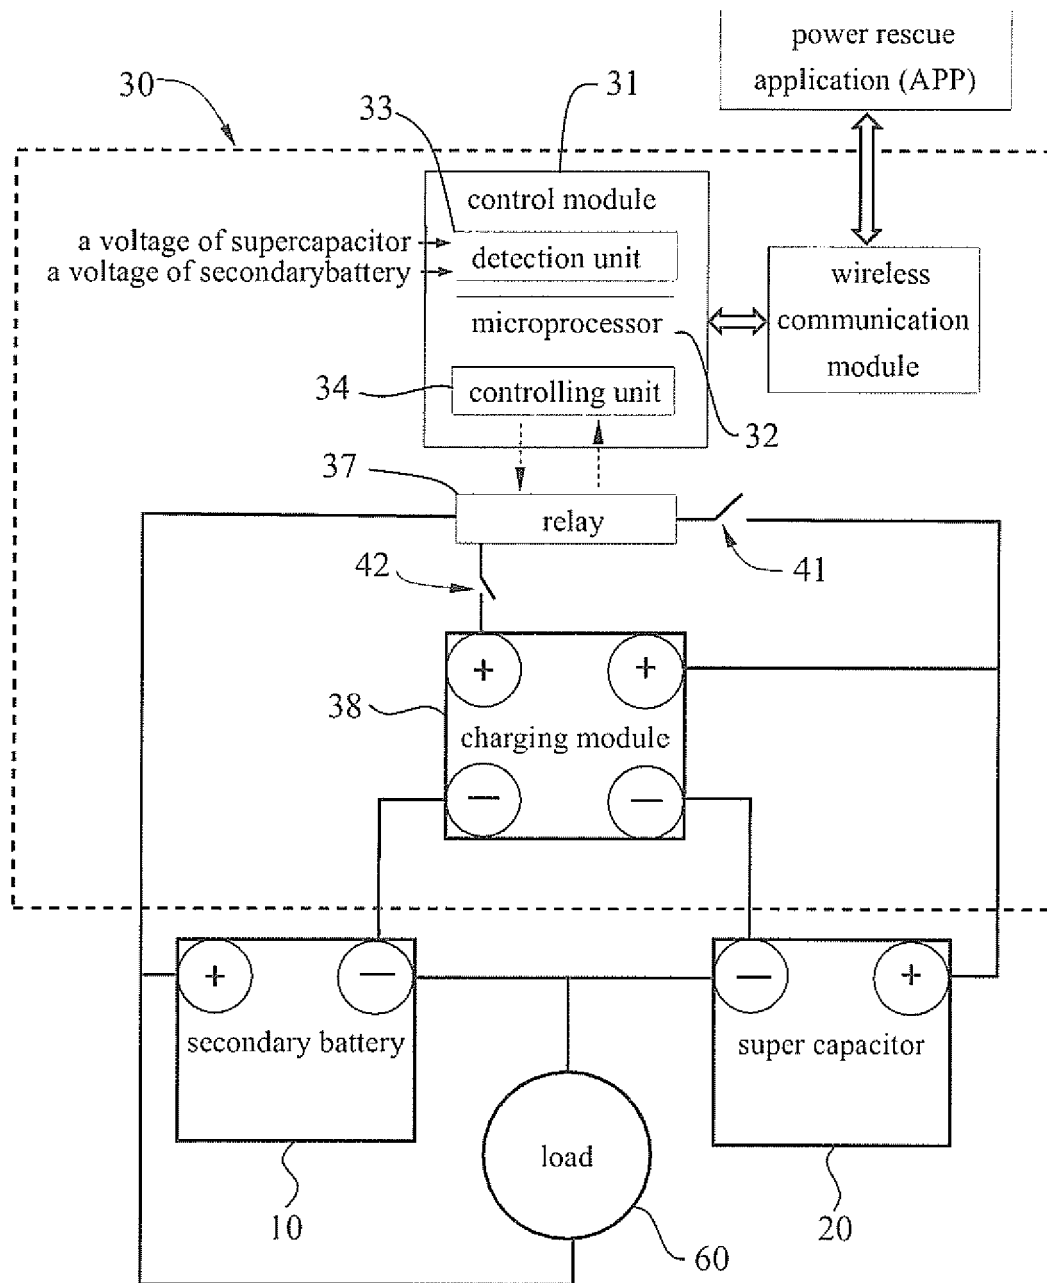 power rescue
application (APP)
30
31
33
control module
a voltage of supercapacitor
a voltage of secondarybattery
detection unit
wireless
communication
module
microprocessor
34
controlling unit
32
37
relay
42
41
+
+
38
charging module
—
—
+
—
—
+
secondary battery
super capacitor
load
10
60
20